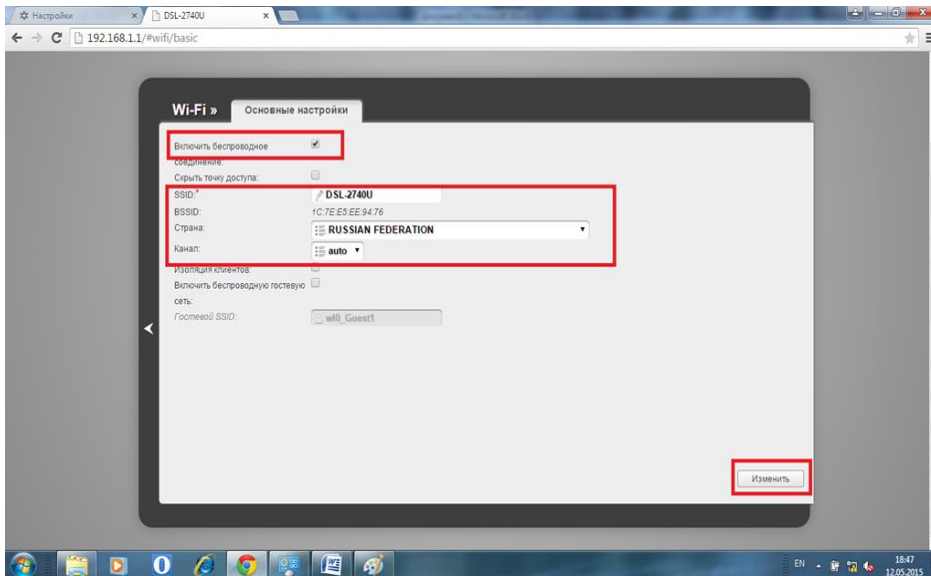 Настройки
DSL-2740U
192.168.1.1/#wifi/basic
Wi-Fi »
Основные настройки
Включить беспроводное
соединение:
Скрыть точку доступа:
SSID:*
DSL-2740U
BSSID:
1C:7E:E5:EE:94:76
Страна:
RUSSIAN FEDERATION
Канал:
auto
Изоляция клиентов:
Включить беспроводную гостевую
сеть:
Гостевой SSID:
wl0_Guest1
Изменить
EN
18:47
12.05.2015